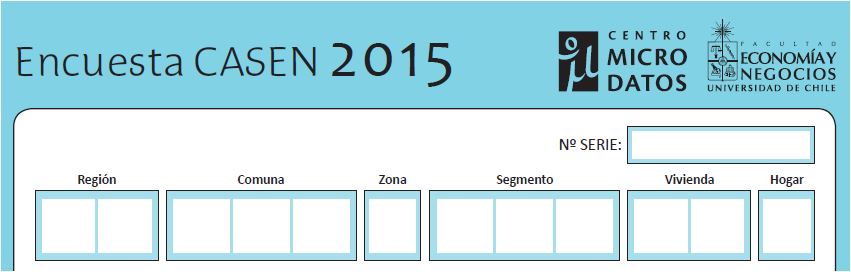 Encuesta CASEN 2015
CENTRO
MICRO
DATOS
FACULTAD
ECONOMÍA Y
NEGOCIOS
UNIVERSIDAD DE CHILE
Nº SERIE:
Región Comuna Zona Segmento Vivienda Hogar